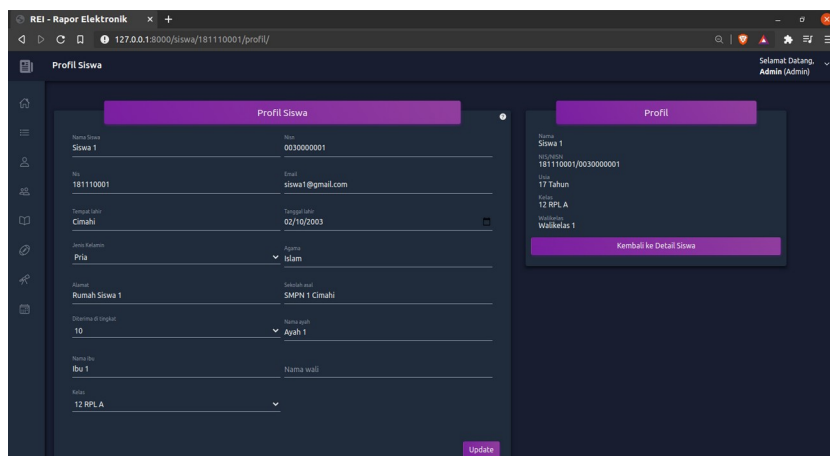 REI - Rapor Elektronik
127.0.0.1:8000/siswa/181110001/profil/
Profil Siswa
Selamat Datang,
Admin (Admin)
Profil Siswa
Nama Siswa
Siswa 1
Nisn
0030000001
Nis
181110001
Email
siswa1@gmail.com
Tempat lahir
Cimahi
Tanggal lahir
02/10/2003
Jenis Kelamin
Pria
Agama
Islam
Alamat
Rumah Siswa 1
Sekolah asal
SMPN 1 Cimahi
Diterima di tingkat
10
Nama ayah
Ayah 1
Nama ibu
Ibu 1
Nama wali
Kelas
12 RPL A
Update
Profil
Nama
Siswa 1
NIS/NISN
181110001/0030000001
Usia
17 Tahun
Kelas
12 RPL A
Walikelas
Walikelas 1
Kembali ke Detail Siswa